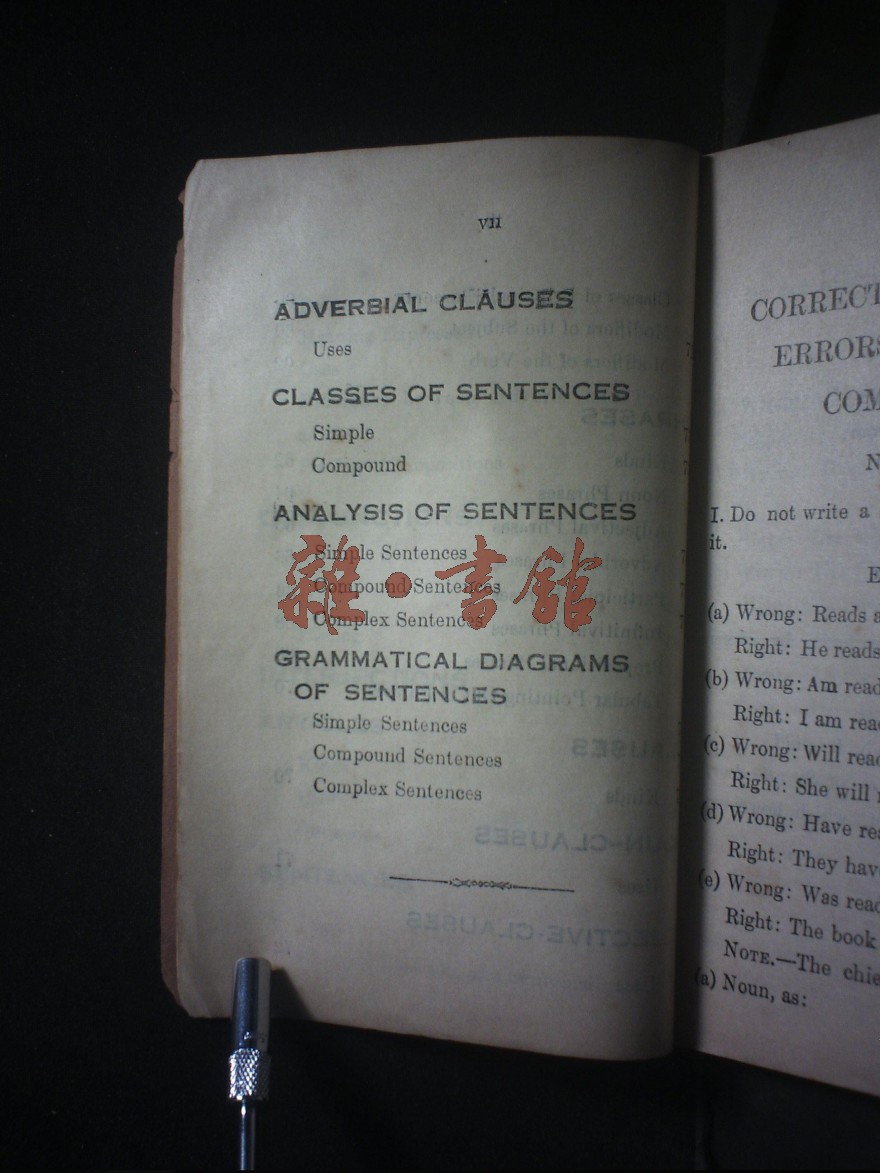 vii
ADVERBIAL CLAUSES
Uses
CLASSES OF SENTENCES
Simple
Compound
ANALYSIS OF SENTENCES
Simple Sentences
Compound Sentences
Complex Sentences
雜·書館
GRAMMATICAL DIAGRAMS
OF SENTENCES
Simple Sentences
Compound Sentences
Complex Sentences
CORRECT
ERRORS
COM
N
I. Do not write a
it.
E
(a) Wrong: Reads a
Right: He reads
(b) Wrong: Am read
Right: I am rea
(c) Wrong: Will read
Right: She will
(d) Wrong: Have re
Right: They hav
(e) Wrong: Was read
Right: The book
NOTE.—The chie
(a) Noun, as: